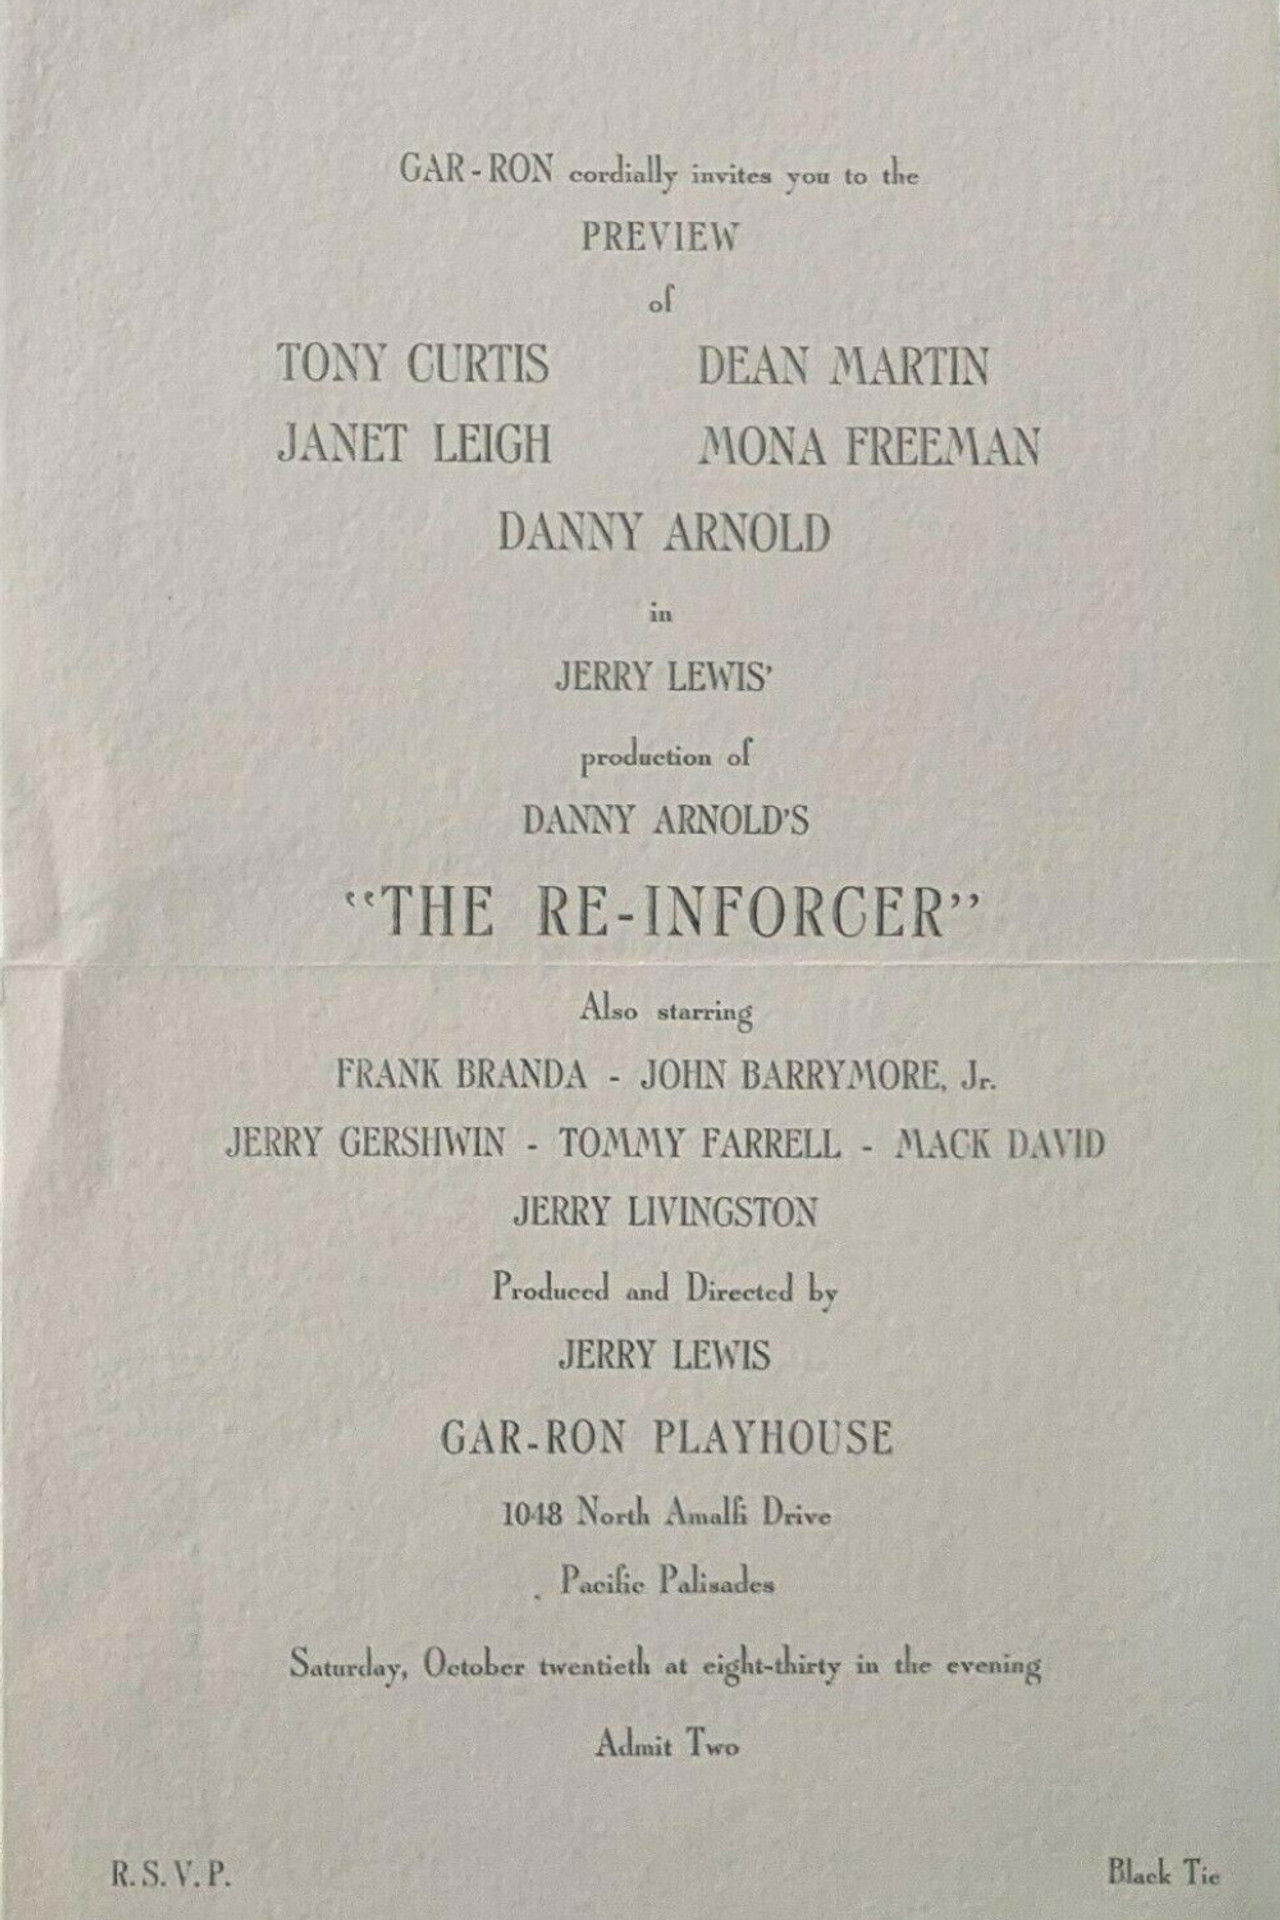 GAR-RON cordially invites you to the
PREVIEW
of
TONY CURTIS DEAN MARTIN
JANET LEIGH MONA FREEMAN
DANNY ARNOLD
in
JERRY LEWIS'
production of
DANNY ARNOLD'S
“THE RE-INFORCER”
Also starring
FRANK BRANDA - JOHN BARRYMORE, Jr.
JERRY GERSHWIN - TOMMY FARRELL - MACK DAVID
JERRY LIVINGSTON
Produced and Directed by
JERRY LEWIS
GAR-RON PLAYHOUSE
1048 North Amalfi Drive
Pacific Palisades
Saturday, October twentieth at eight-thirty in the evening
Admit Two
R. S. V. P. Black Tie